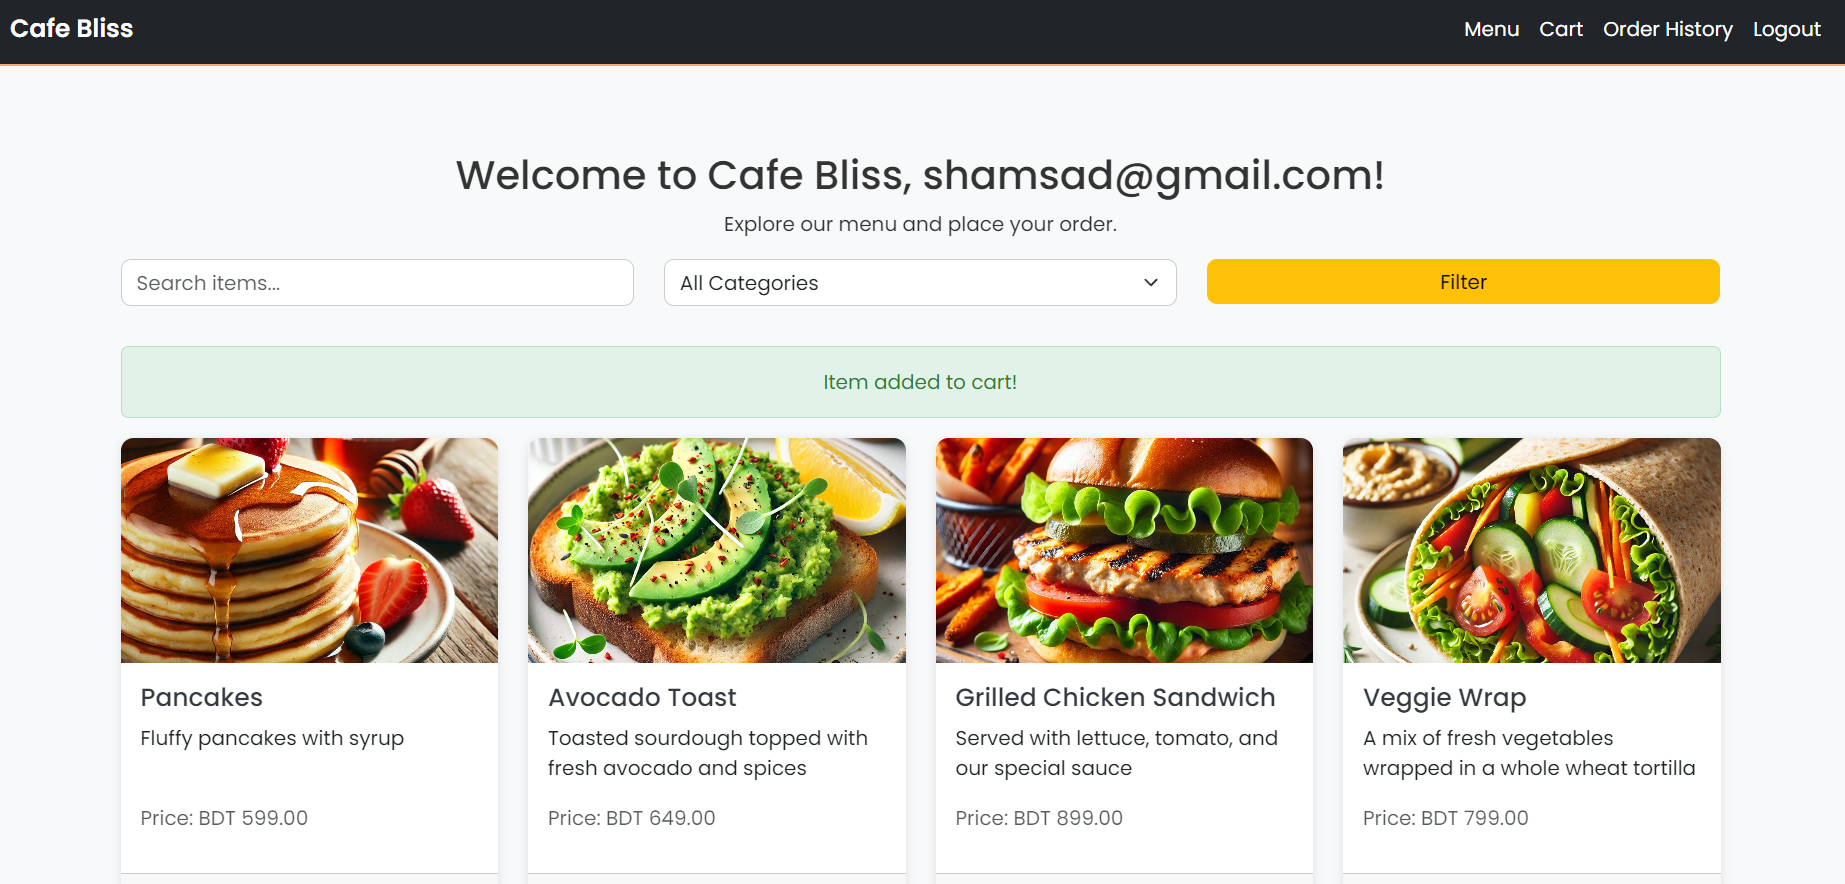 Cafe Bliss
Menu Cart Order History Logout
Welcome to Cafe Bliss, shamsad@gmail.com!
Explore our menu and place your order.
Search items...
All Categories
Filter
Item added to cart!
Pancakes
Fluffy pancakes with syrup
Price: BDT 599.00
Avocado Toast
Toasted sourdough topped with
fresh avocado and spices
Price: BDT 649.00
Grilled Chicken Sandwich
Served with lettuce, tomato, and
our special sauce
Price: BDT 899.00
Veggie Wrap
A mix of fresh vegetables
wrapped in a whole wheat tortilla
Price: BDT 799.00